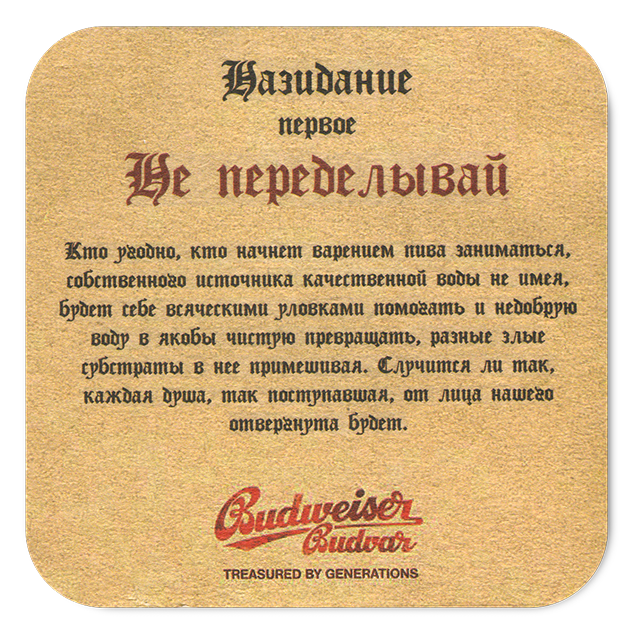 Назидание
первое
Не переделывай
Кто угодно, кто начнет варением пива заниматься,
собственного источника качественной воды не имея,
будет себе всяческими уловками помогать и недобрую
воду в якобы чистую превращать, разные злые
субстраты в нее примешивая. Случится ли так,
каждая душа, так поступавшая, от лица нашего
отвергнута будет.
Budweiser
Budvar
TREASURED BY GENERATIONS